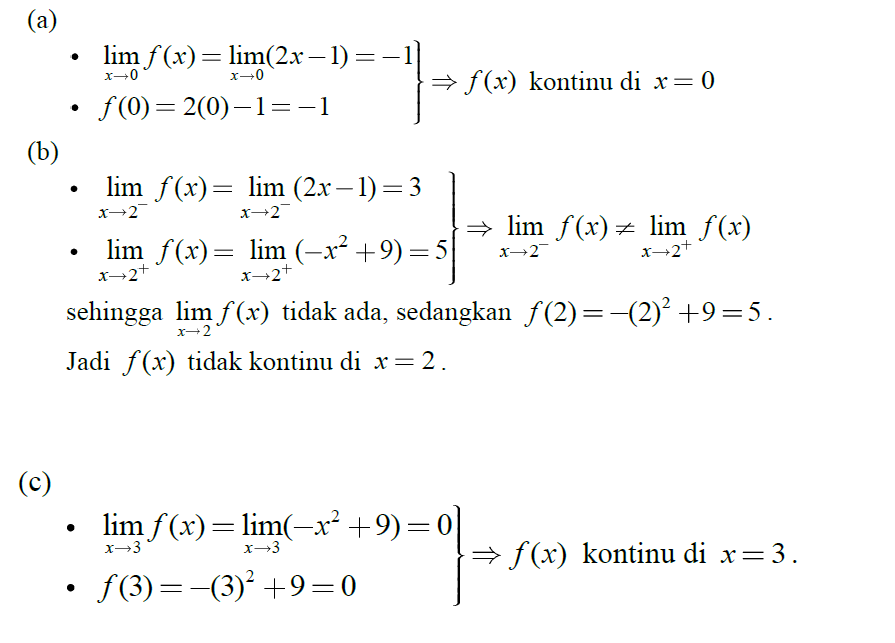 (a)
• lim_{x→0} f(x) = lim_{x→0} (2x−1) = −1
• f(0) = 2(0)−1 = −1
} ⇒ f(x) kontinu di x = 0
(b)
• lim_{x→2⁻} f(x) = lim_{x→2⁻} (2x−1) = 3
• lim_{x→2⁺} f(x) = lim_{x→2⁺} (−x² +9) = 5
} ⇒ lim_{x→2⁻} f(x) ≠ lim_{x→2⁺} f(x)
sehingga lim_{x→2} f(x) tidak ada, sedangkan f(2) = −(2)² +9 = 5 .
Jadi f(x) tidak kontinu di x = 2 .
(c)
• lim_{x→3} f(x) = lim_{x→3} (−x² +9) = 0
• f(3) = −(3)² +9 = 0
} ⇒ f(x) kontinu di x = 3 .